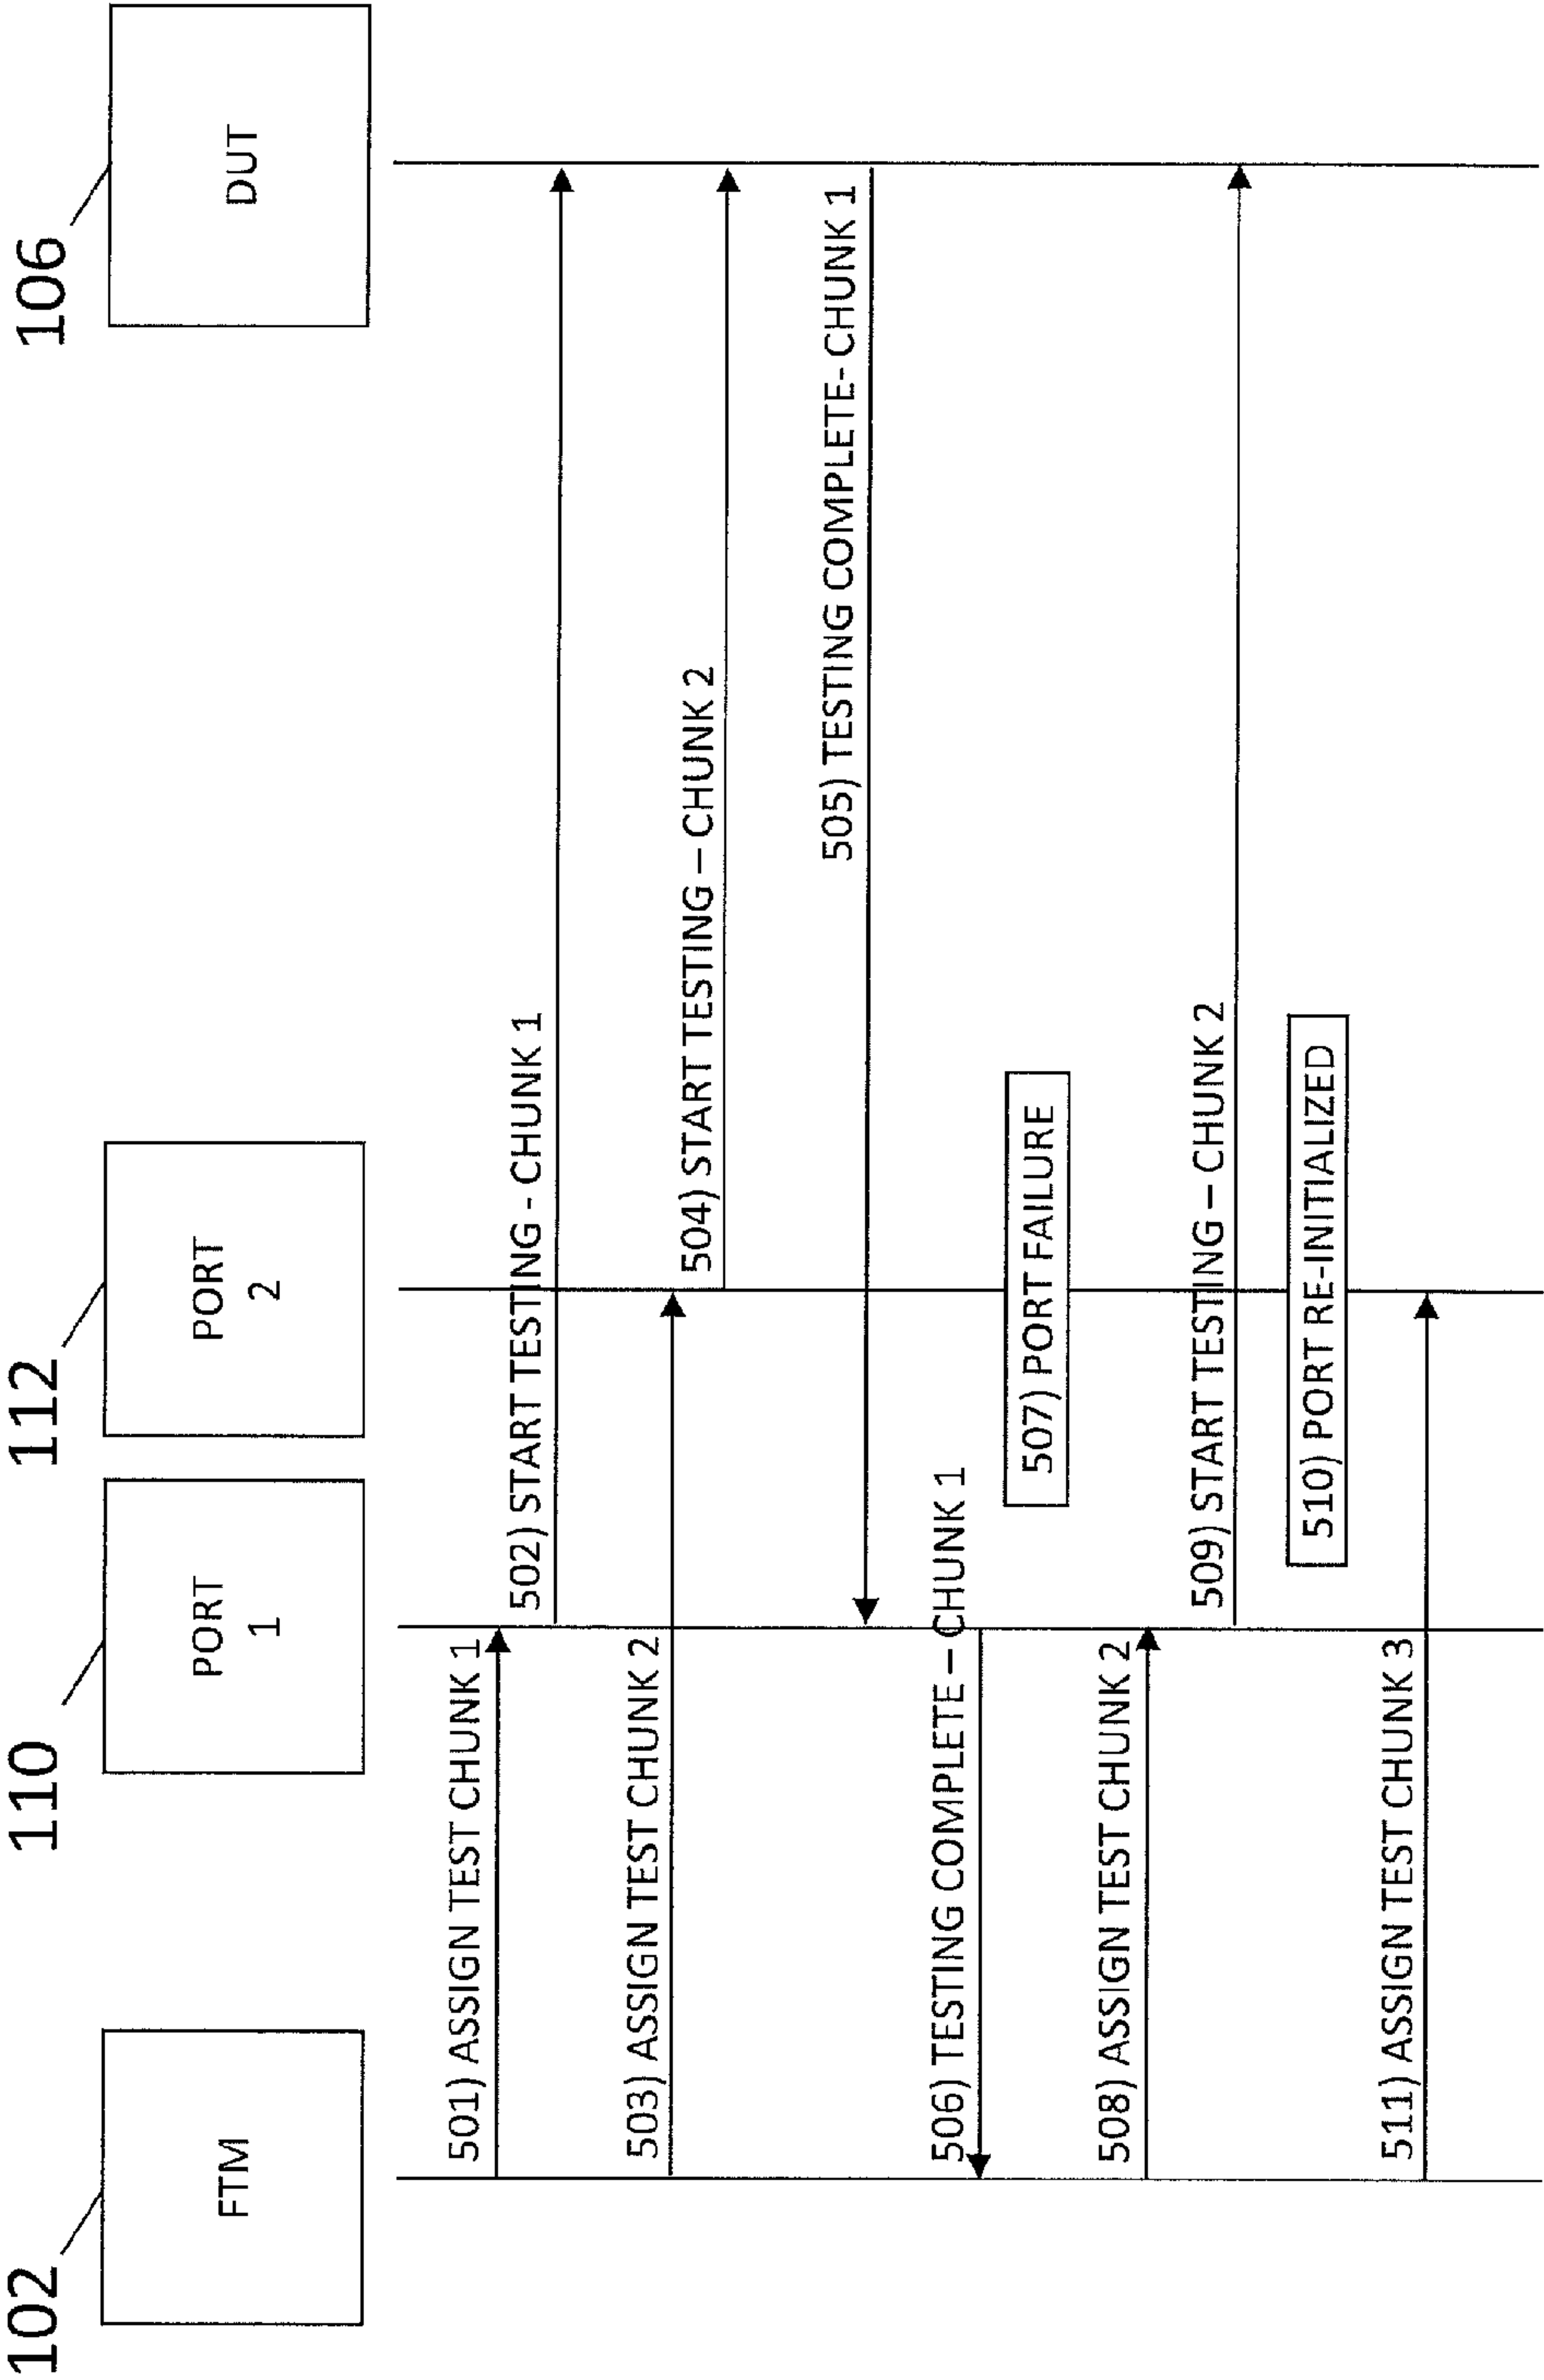 102
110
112
106
FTM
PORT
1
PORT
2
DUT
501) ASSIGN TEST CHUNK 1
502) START TESTING - CHUNK 1
503) ASSIGN TEST CHUNK 2
504) START TESTING – CHUNK 2
505) TESTING COMPLETE- CHUNK 1
506) TESTING COMPLETE – CHUNK 1
507) PORT FAILURE
508) ASSIGN TEST CHUNK 2
509) START TESTING – CHUNK 2
510) PORT RE-INITIALIZED
511) ASSIGN TEST CHUNK 3